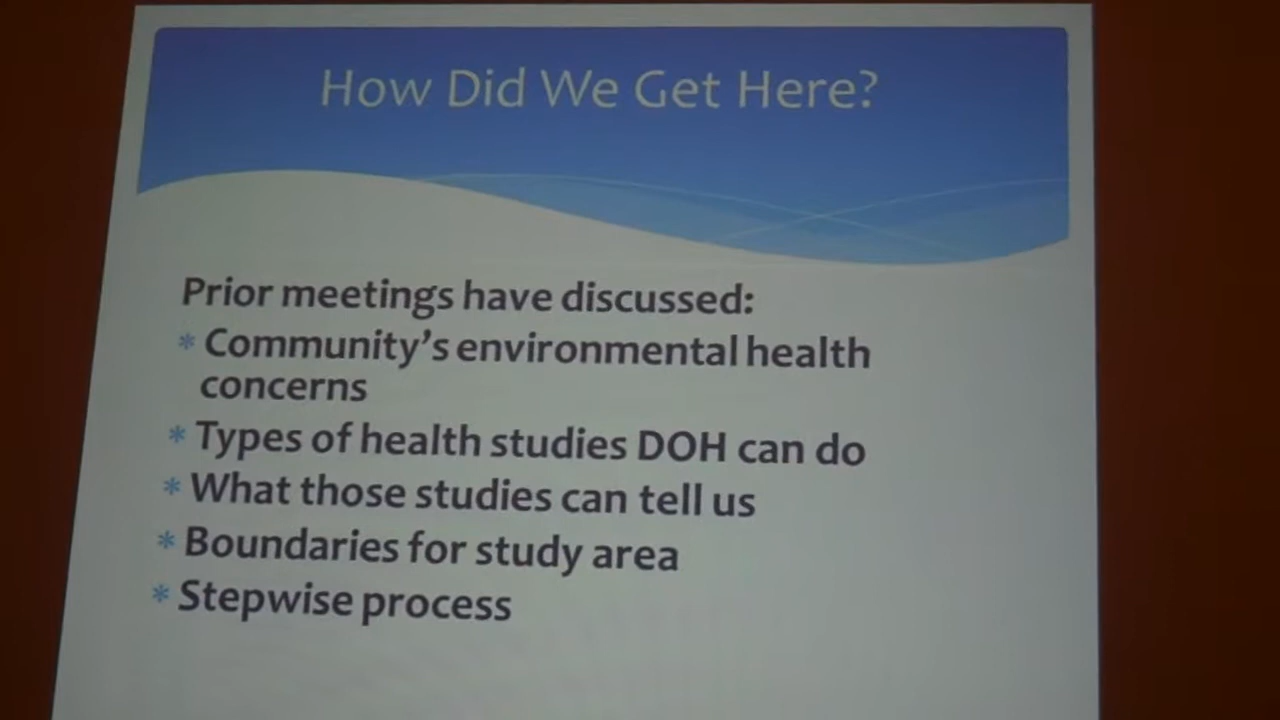 How Did We Get Here?
Prior meetings have discussed:
* Community's environmental health
concerns
* Types of health studies DOH can do
* What those studies can tell us
* Boundaries for study area
* Stepwise process